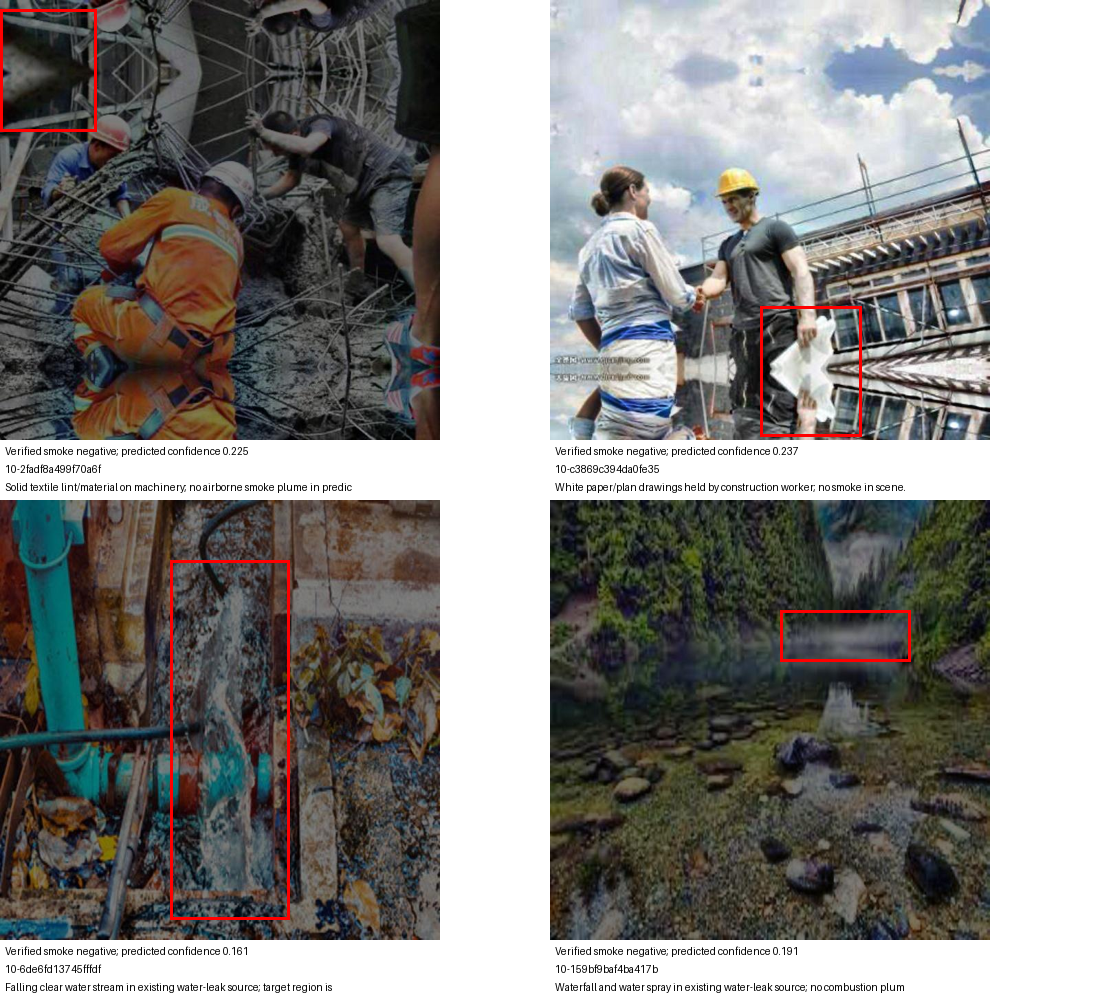 Verified smoke negative; predicted confidence 0.225
10-2fadf8a499f70a6f
Solid textile lint/material on machinery; no airborne smoke plume in predic
Verified smoke negative; predicted confidence 0.237
10-c3869c394da0fe35
White paper/plan drawings held by construction worker; no smoke in scene.
Verified smoke negative; predicted confidence 0.161
10-6de6fd13745fffdf
Falling clear water stream in existing water-leak source; target region is
Verified smoke negative; predicted confidence 0.191
10-159bf9baf4ba417b
Waterfall and water spray in existing water-leak source; no combustion plum